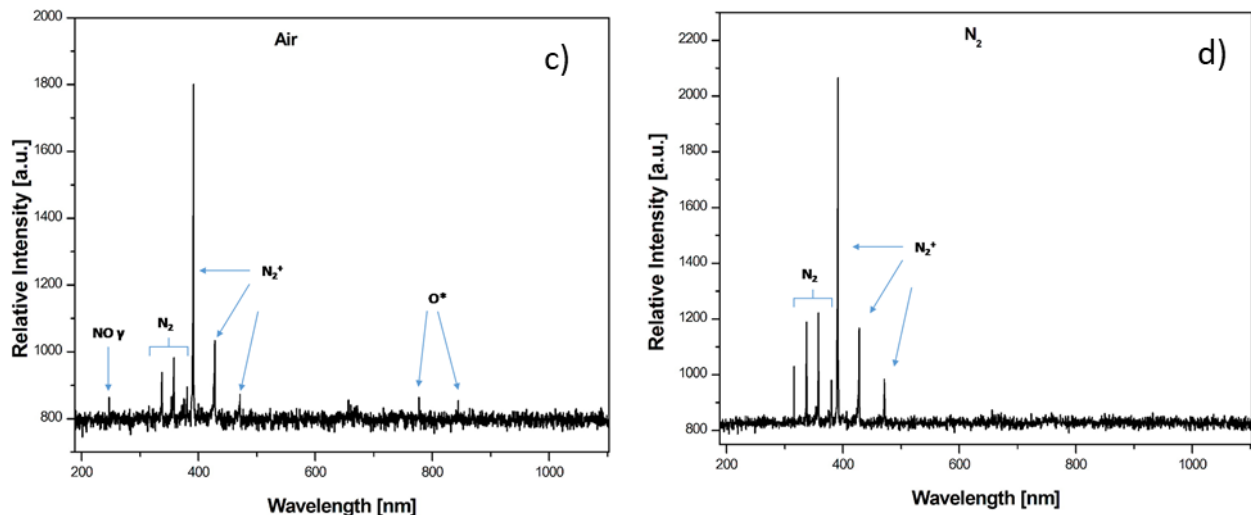 Air
c)
Relative Intensity [a.u.]
2000
1800
1600
1400
1200
1000
800
NO γ
N₂
N₂⁺
O*
200
400
600
800
1000
Wavelength [nm]
N₂
d)
Relative Intensity [a.u.]
2200
2000
1800
1600
1400
1200
1000
800
N₂
N₂⁺
200
400
600
800
1000
Wavelength [nm]